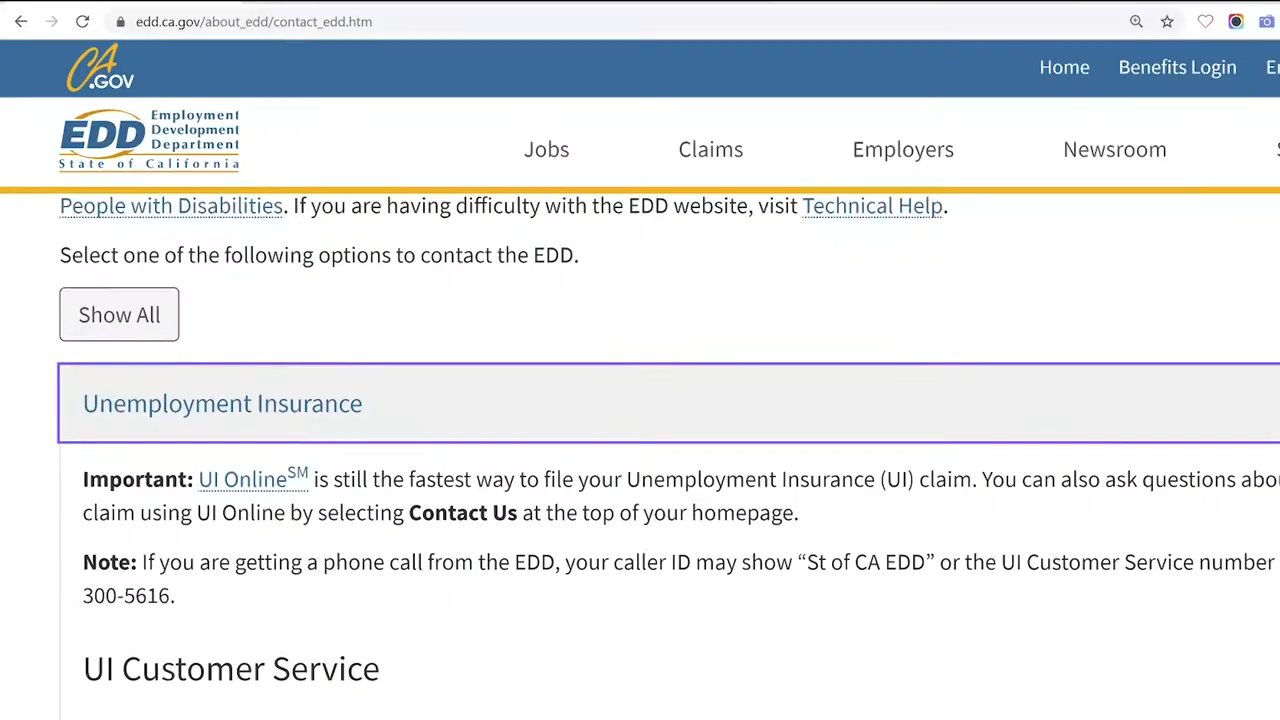 edd.ca.gov/about_edd/contact_edd.htm
CA
.GOV
Home Benefits Login
EDD Employment
Development
Department
State of California
Jobs Claims Employers Newsroom
People with Disabilities. If you are having difficulty with the EDD website, visit Technical Help.
Select one of the following options to contact the EDD.
Show All
Unemployment Insurance
Important: UI OnlineSM is still the fastest way to file your Unemployment Insurance (UI) claim. You can also ask questions
claim using UI Online by selecting Contact Us at the top of your homepage.
Note: If you are getting a phone call from the EDD, your caller ID may show “St of CA EDD” or the UI Customer Service number
300-5616.
UI Customer Service